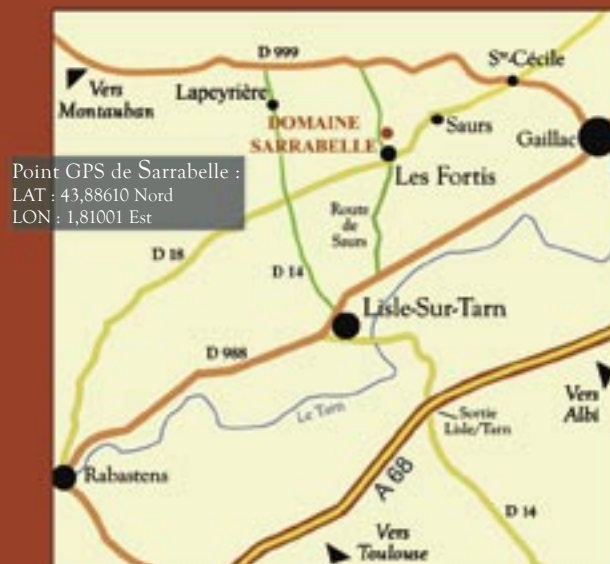 D 999
Ste-Cécile
Vers
Montauban
Lapeyrière
DOMAINE
SARRABELLE
Saurs
Gaillac
Les Fortis
Point GPS de Sarrabelle :
LAT : 43,88610 Nord
LON : 1,81001 Est
Route
de
Saurs
D 18
D 14
Lisle-Sur-Tarn
D 988
Le Tarn
Vers
Albi
Sortie
Lisle/Tarn
Rabastens
A 68
D 14
Vers
Toulouse